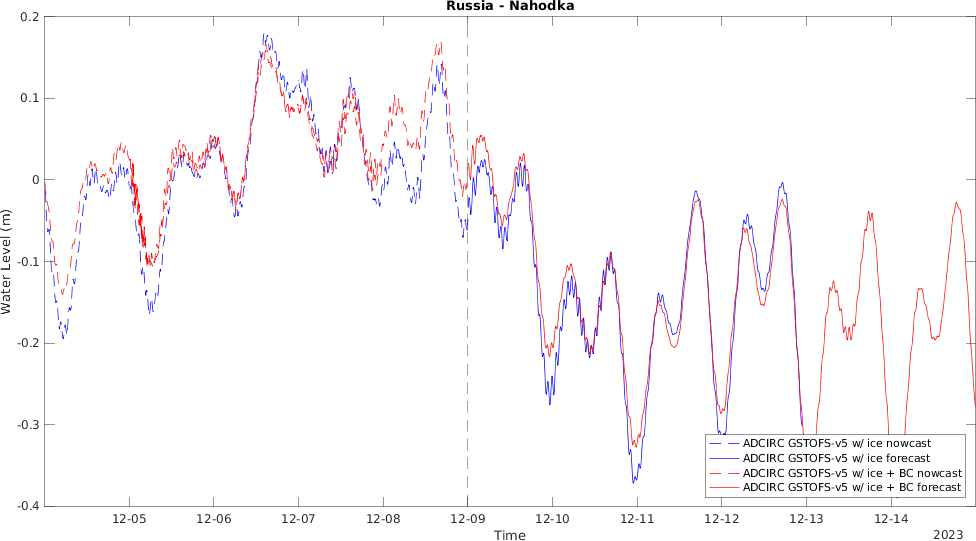 Russia - Nahodka
0.2
0.1
0
-0.1
-0.2
-0.3
-0.4
Water Level (m)
ADCIRC GSTOFS-v5 w/ ice nowcast
ADCIRC GSTOFS-v5 w/ ice forecast
ADCIRC GSTOFS-v5 w/ ice + BC nowcast
ADCIRC GSTOFS-v5 w/ ice + BC forecast
12-05 12-06 12-07 12-08 12-09 12-10 12-11 12-12 12-13 12-14
Time
2023